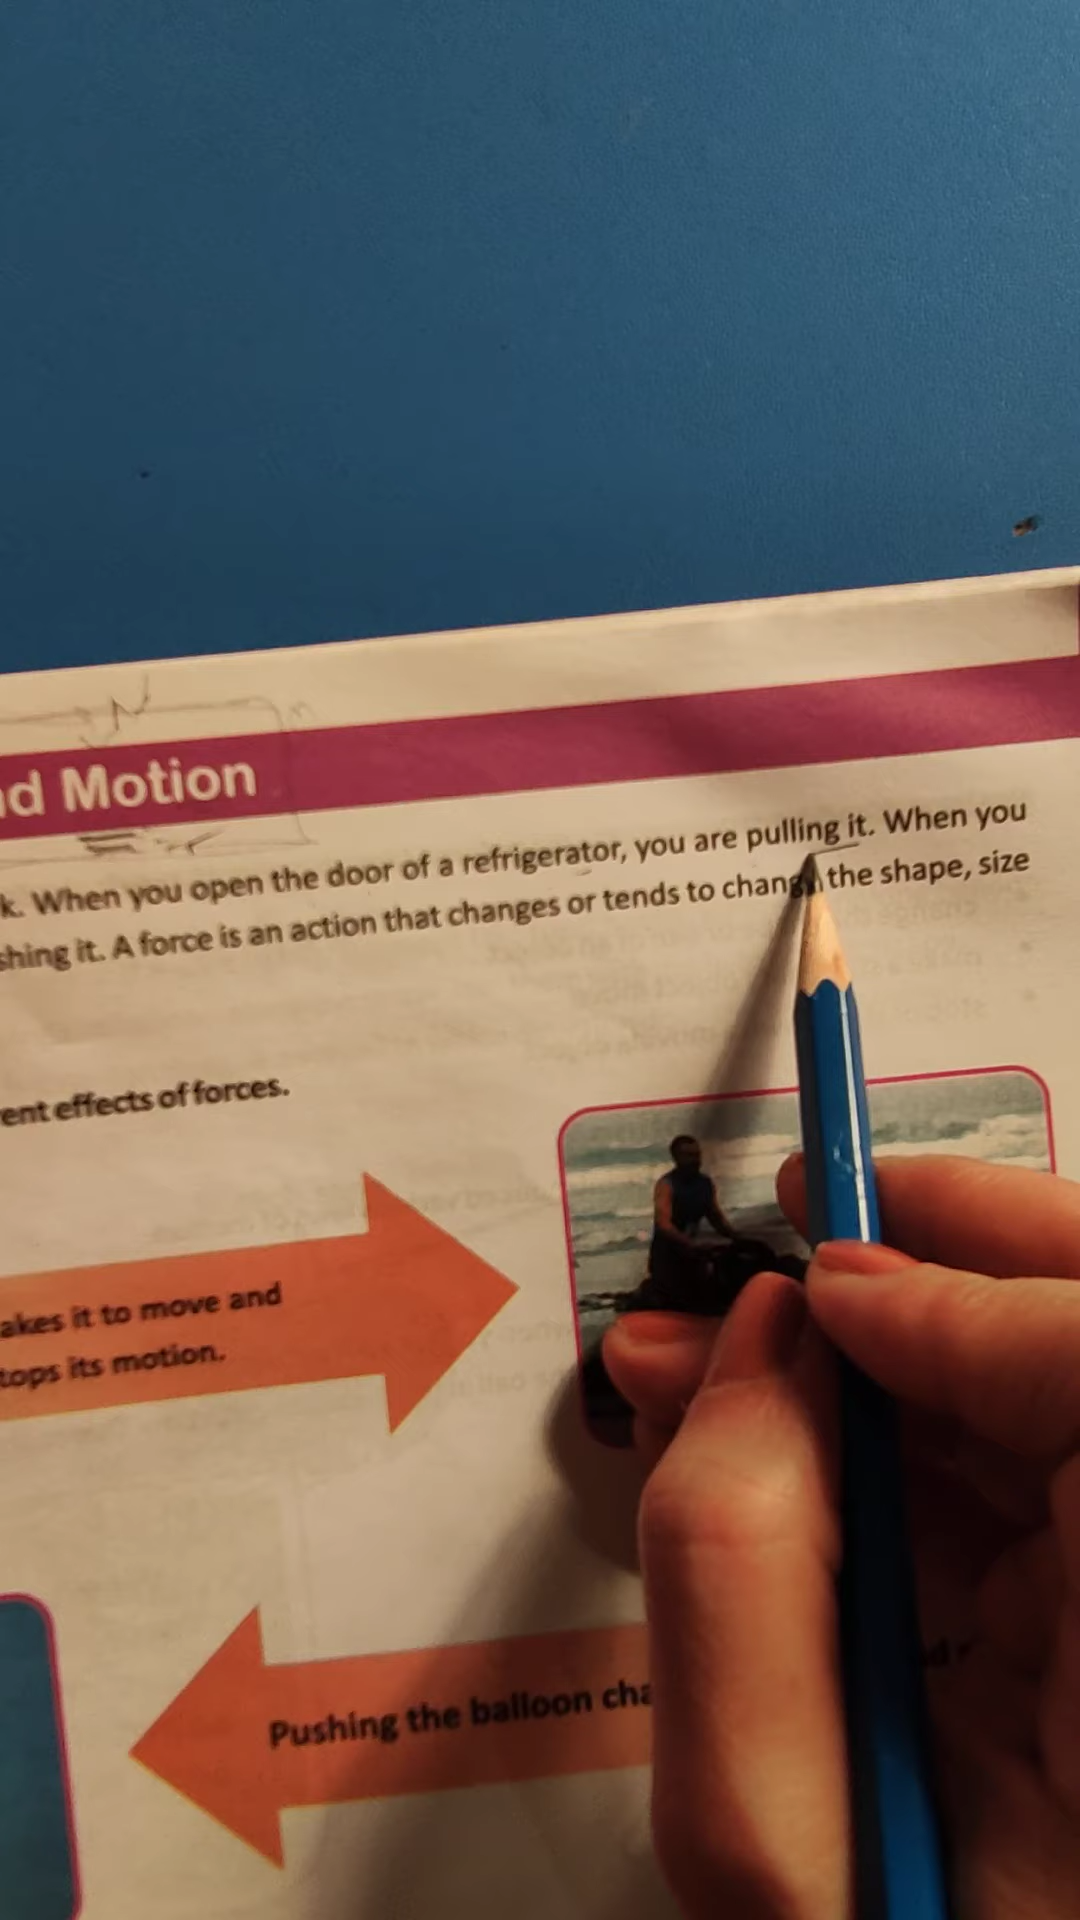 nd Motion
k. When you open the door of a refrigerator, you are pulling it. When you
shing it. A force is an action that changes or tends to chang the shape, size
ent effects of forces.
akes it to move and
tops its motion.
Pushing the balloon cha